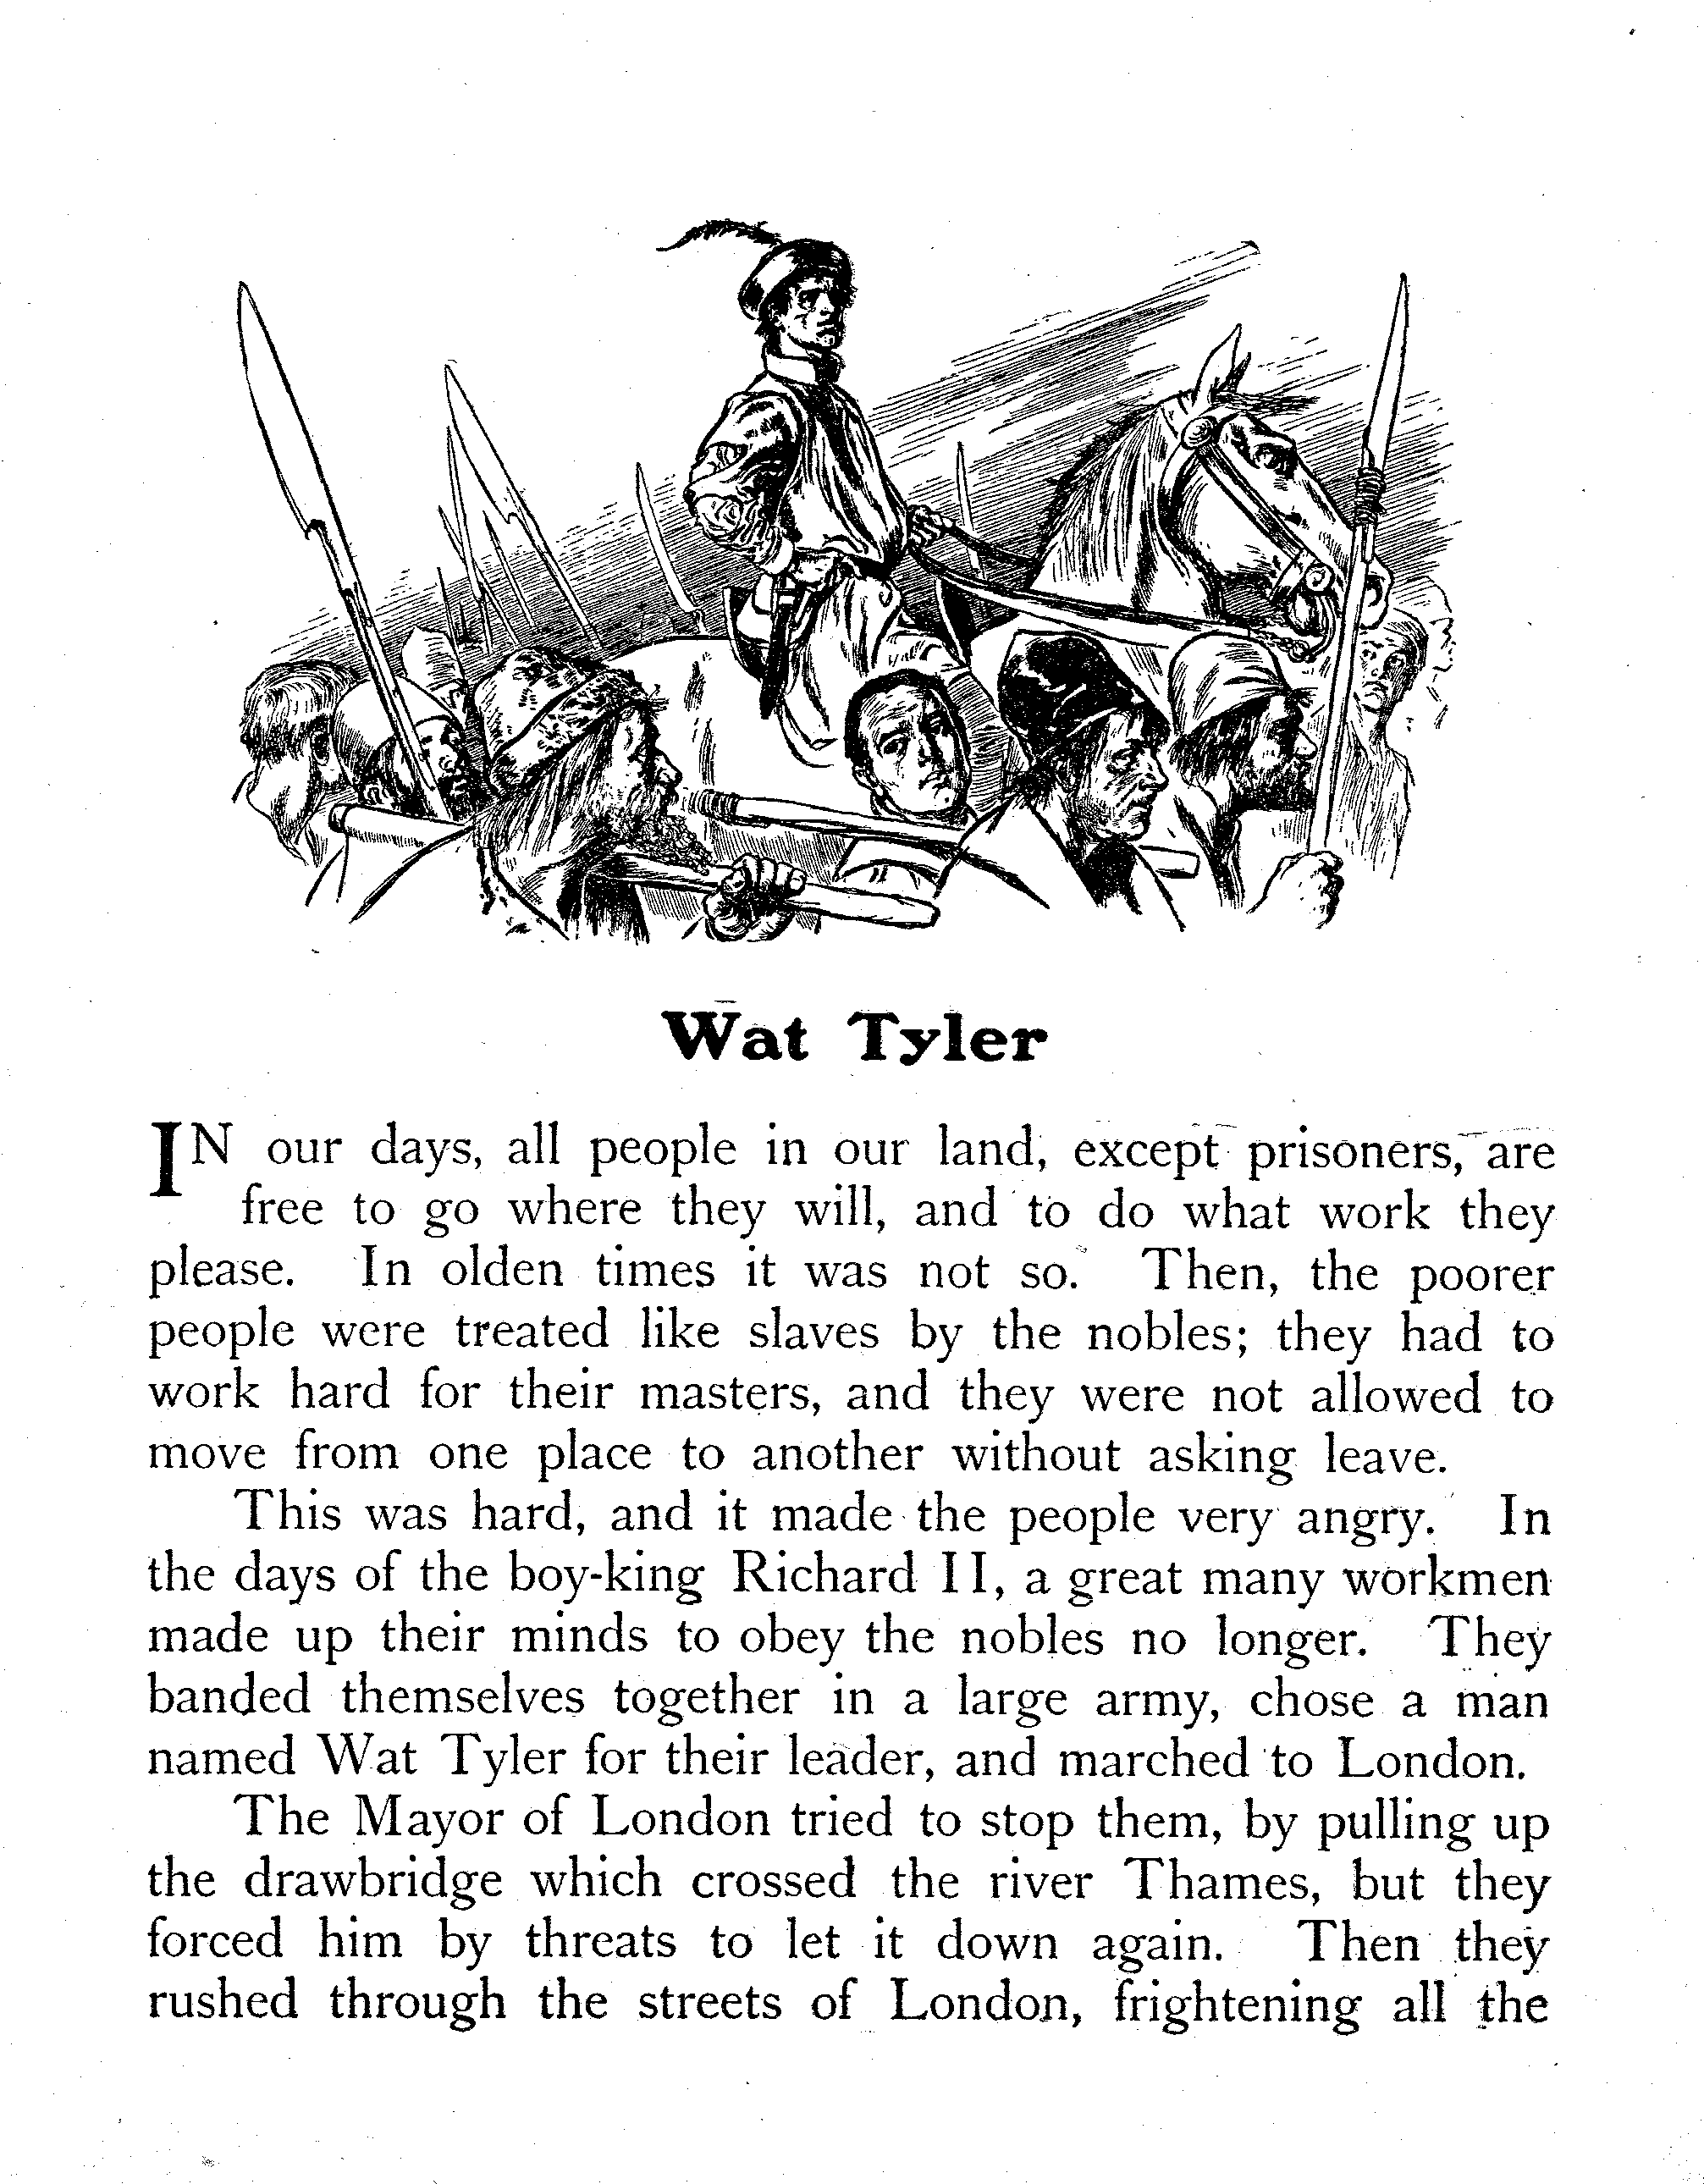 Wat Tyler
IN our days, all people in our land, except prisoners, are
free to go where they will, and to do what work they
please. In olden times it was not so. Then, the poorer
people were treated like slaves by the nobles; they had to
work hard for their masters, and they were not allowed to
move from one place to another without asking leave.
This was hard, and it made the people very angry. In
the days of the boy-king Richard II, a great many workmen
made up their minds to obey the nobles no longer. They
banded themselves together in a large army, chose a man
named Wat Tyler for their leader, and marched to London.
The Mayor of London tried to stop them, by pulling up
the drawbridge which crossed the river Thames, but they
forced him by threats to let it down again. Then they
rushed through the streets of London, frightening all the